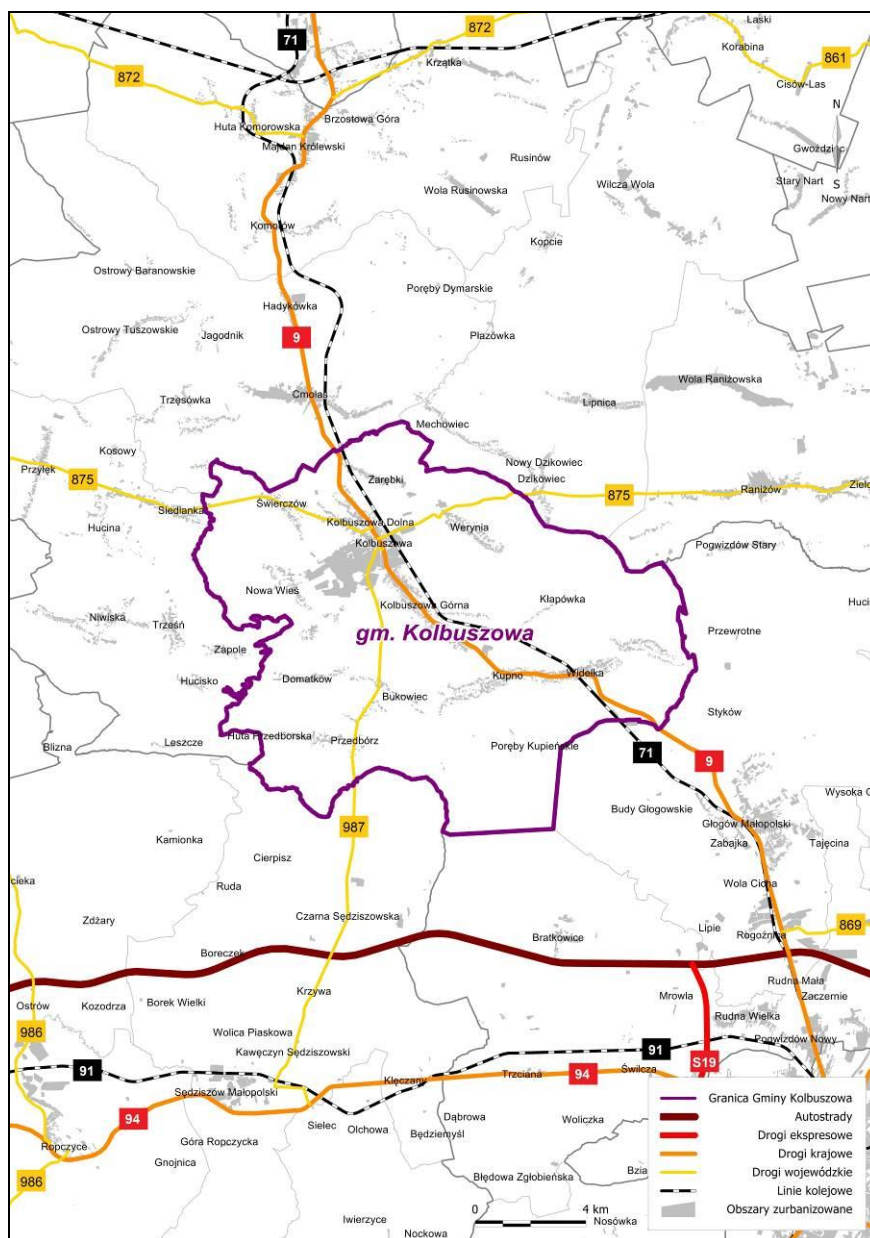 71
872
Laski
Korabina
861
Krzątka
872
Cisów-Las
Brzostowa Góra
Huta Komorowska
N
Majdan Królewski
Rusinów
Stary Nart
S
Wola Rusinowska
Wilcza Wola
Nowy Nart
Komorów
Kopcie
Ostrowy Baranowskie
Poręby Dymarskie
Hadykówka
Ostrowy Tuszowskie
Jagodnik
9
Płazówka
Wola Raniżowska
Trzęsówka
Cmolas
Lipnica
Mechowiec
Kosowy
Nowy Dzikowiec
Przyłęk
875
Zarębki
Dzikowiec
875
Raniżów
Siedlanka
Świerczów
Hucina
Kolbuszowa Dolna
Werynia
Kolbuszowa
Pogwizdów Stary
Nowa Wieś
Kłapówka
Kolbuszowa Górna
Niwiska
Trześń
gm. Kolbuszowa
Przewrotne
Zapole
Hucisko
Domatków
Kupno
Widełka
Bukowiec
Styków
Blizna
Leszcze
Huta Przedborska
Przedbórz
Poręby Kupieńskie
71
9
Budy Głogowskie
987
Głogów Małopolski
Kamionka
Zabajka
Tajęcina
Cierpisz
Ruda
Wola Cicha
Zdżary
Czarna Sędziszowska
Lipie
869
Boreczek
Bratkowice
Rogoźnica
Krzywa
Rudna Mała
Ostrów
Kozodrza
Borek Wielki
Mrowla
Zaczernie
986
Wolica Piaskowa
Rudna Wielka
Kawęczyn Sędziszowski
91
Pogwizdów Nowy
91
S19
Klęczany
Trzciana
94
Świlcza
Sędziszów Małopolski
94
Sielec
Olchowa
Dąbrowa
Będziemyśl
Woliczka
Ropczyce
Góra Ropczycka
Gnojnica
986
Błędowa Zgłobieńska
Iwierzyce
Nockowa
Nosówka
0 4 km
Granica Gminy Kolbuszowa
Autostrady
Drogi ekspresowe
Drogi krajowe
Drogi wojewódzkie
Linie kolejowe
Obszary zurbanizowane